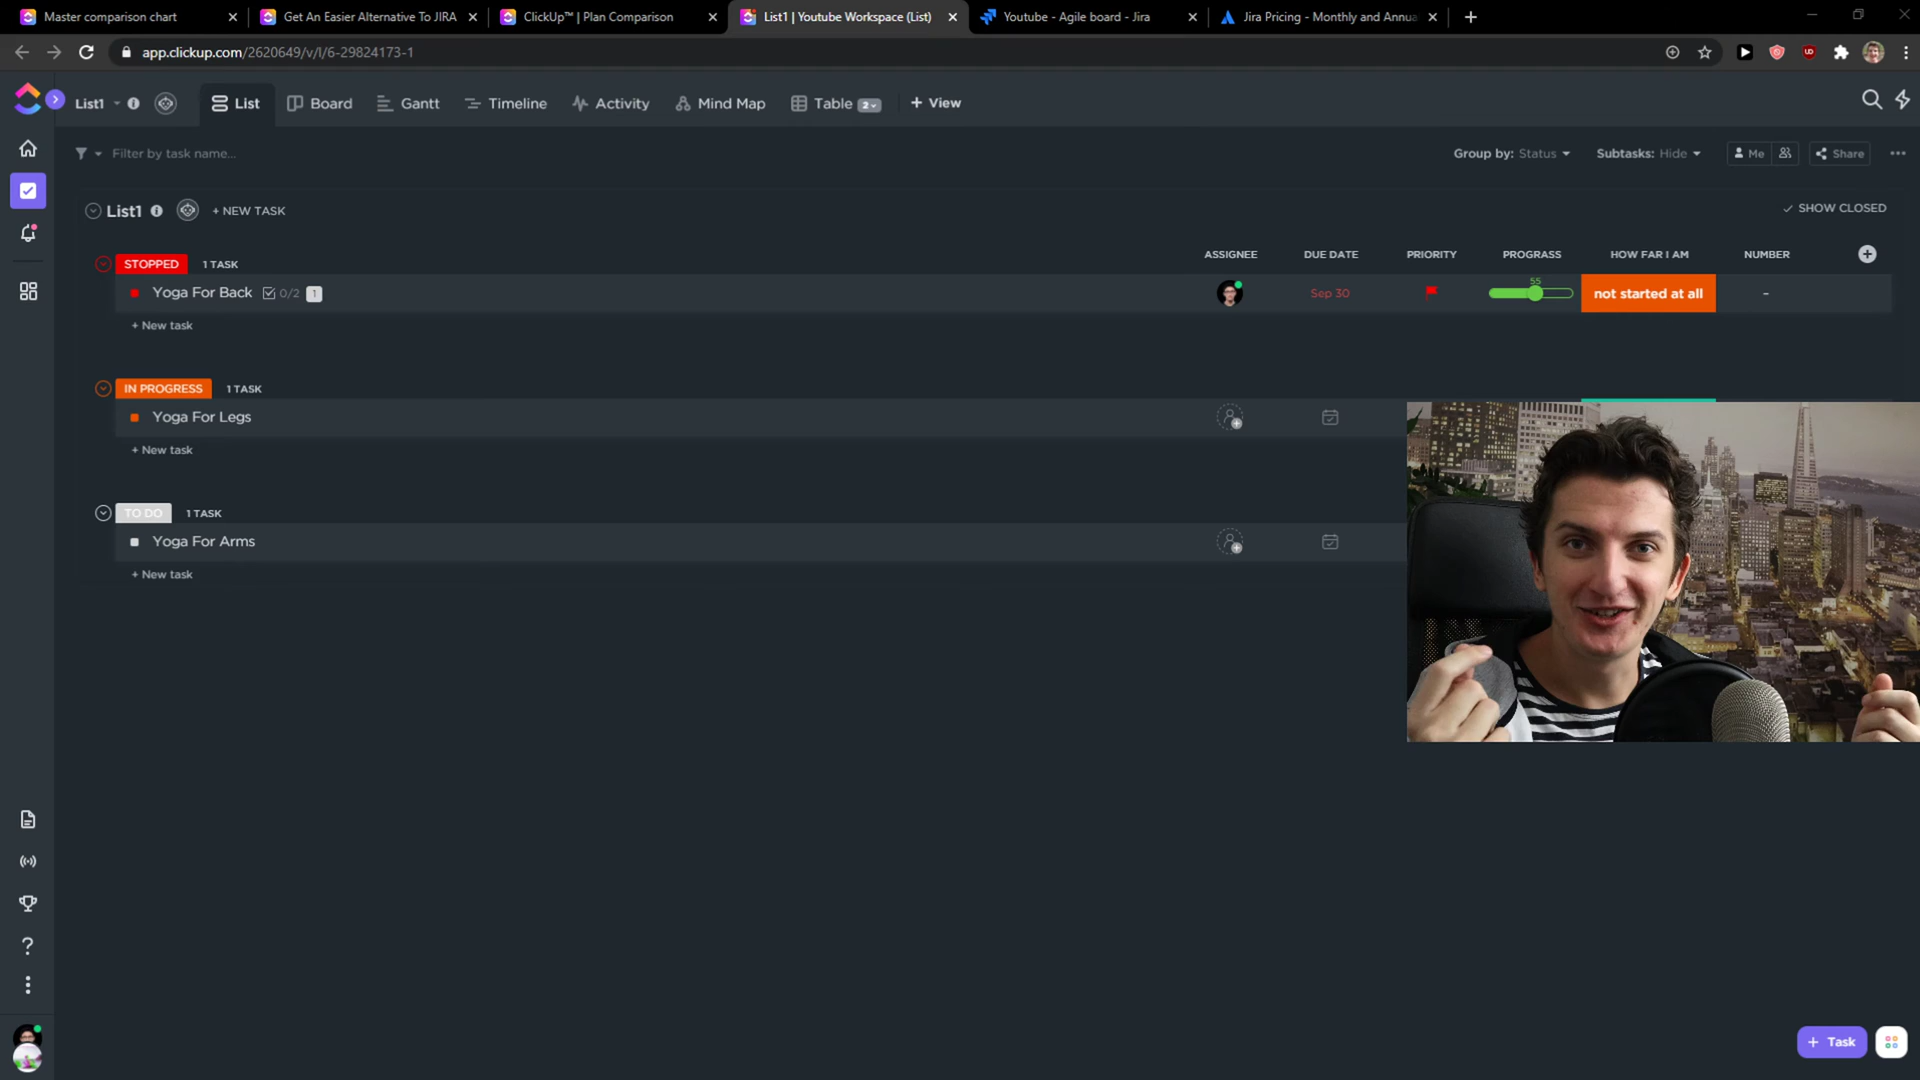 Master comparison chart
Get An Easier Alternative To JIRA
ClickUp™ | Plan Comparison
List1 | Youtube Workspace (List)
Youtube - Agile board - Jira
Jira Pricing - Monthly and Annua
app.clickup.com/2620649/v/l/6-29824173-1
List1
List
Board
Gantt
Timeline
Activity
Mind Map
Table 2
+ View
Filter by task name...
Group by: Status
Subtasks: Hide
Me
Share
List1
+ NEW TASK
SHOW CLOSED
STOPPED 1 TASK
ASSIGNEE
DUE DATE
PRIORITY
PROGRASS
HOW FAR I AM
NUMBER
Yoga For Back 0/2 1
Sep 30
55
not started at all
-
+ New task
IN PROGRESS 1 TASK
Yoga For Legs
+ New task
TO DO 1 TASK
Yoga For Arms
+ New task
+ Task